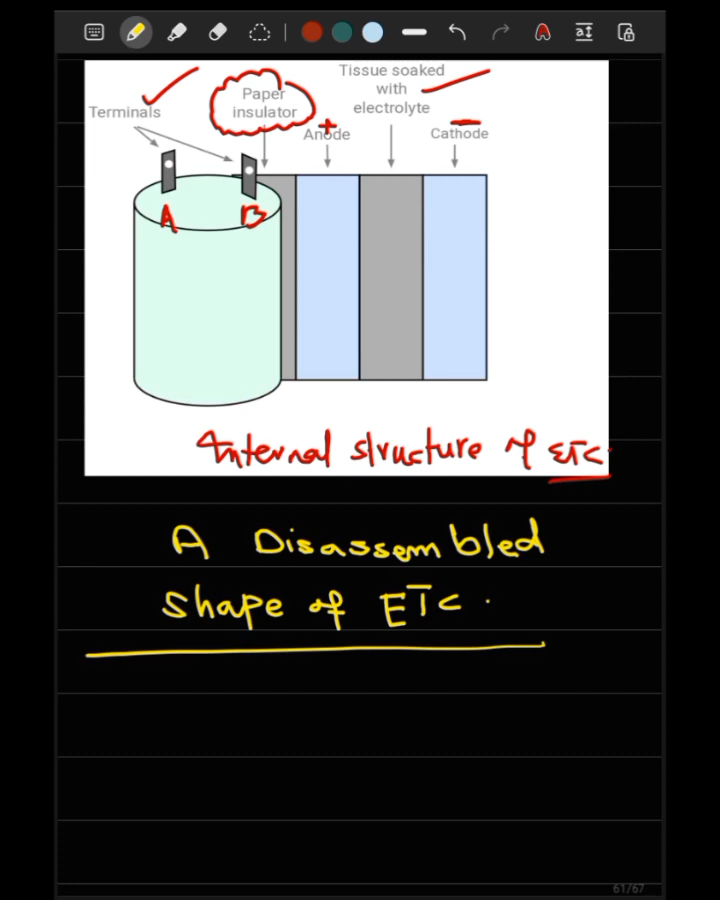 Tissue soaked
with
electrolyte
Paper
insulator
Terminals
+
Anode
Cathode
A
B
Internal structure of ETC
A Disassembled
shape of ETC.
61/67